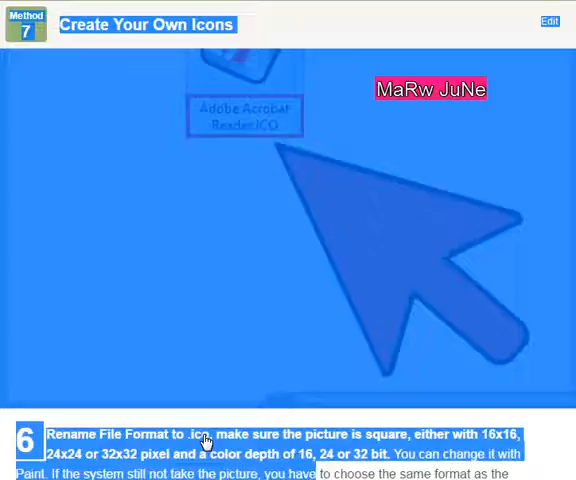 Method
7
Create Your Own Icons
Edit
MaRw JuNe
Adobe Acrobat
Reader.ICO
6
Rename File Format to .ico, make sure the picture is square, either with 16x16,
24x24 or 32x32 pixel and a color depth of 16, 24 or 32 bit. You can change it with
Paint. If the system still not take the picture, you have to choose the same format as the